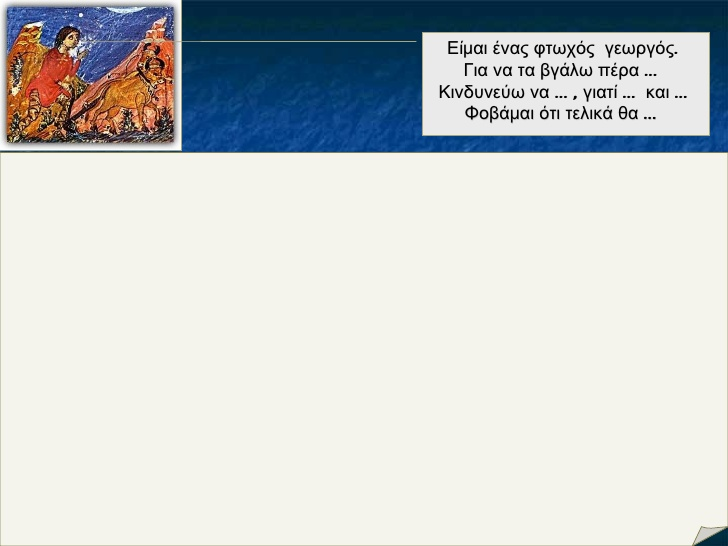 Είμαι ένας φτωχός γεωργός.
Για να τα βγάλω πέρα ...
Κινδυνεύω να ... , γιατί ... και ...
Φοβάμαι ότι τελικά θα ...